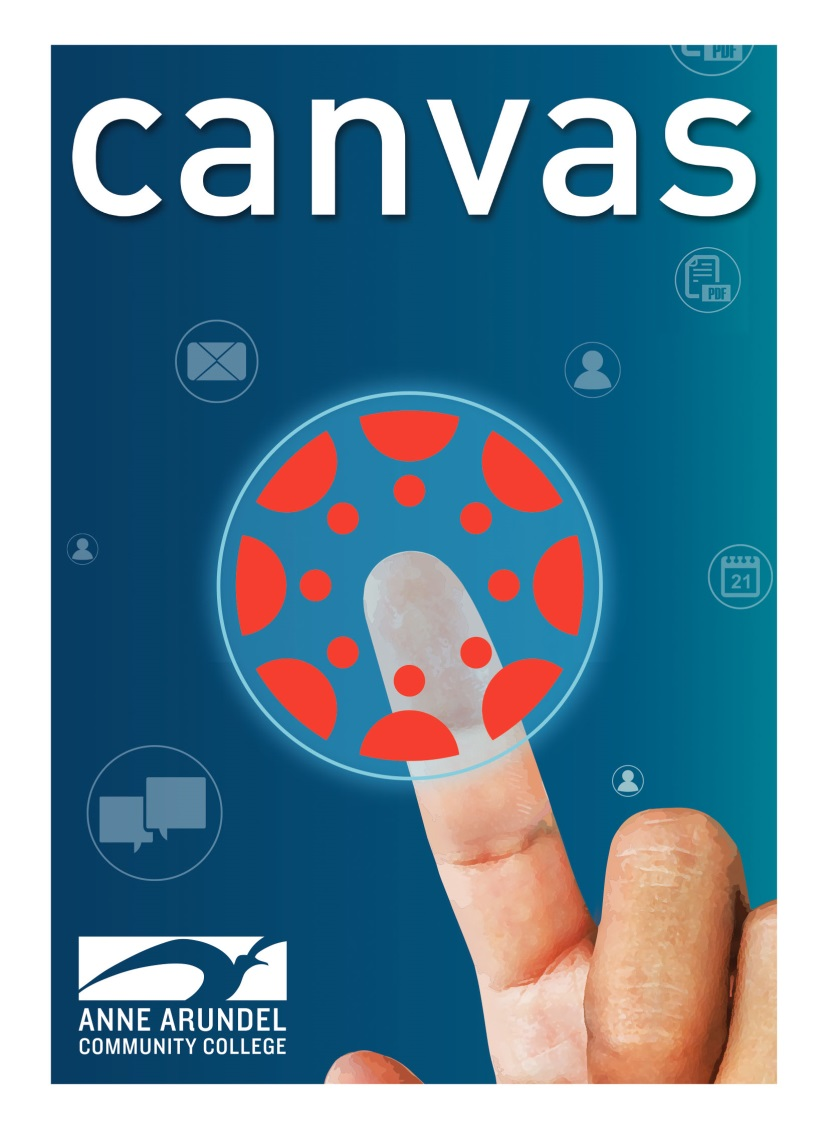 PDF
canvas
PDF
21
ANNE ARUNDEL
COMMUNITY COLLEGE